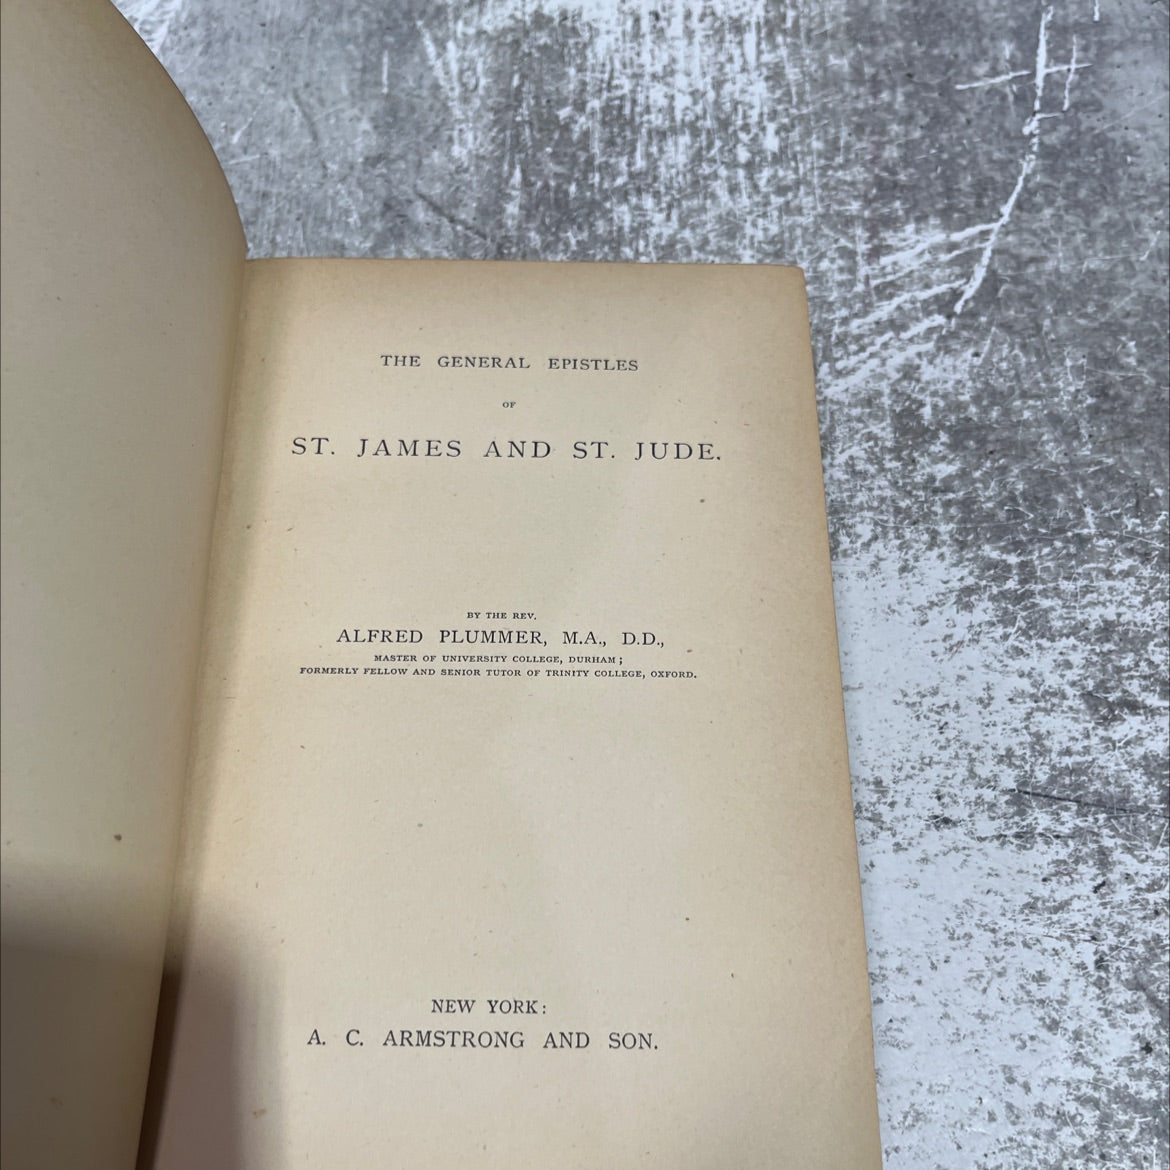 THE GENERAL EPISTLES
OF
ST. JAMES AND ST. JUDE.
BY THE REV.
ALFRED PLUMMER, M.A., D.D.,
MASTER OF UNIVERSITY COLLEGE, DURHAM;
FORMERLY FELLOW AND SENIOR TUTOR OF TRINITY COLLEGE, OXFORD.
NEW YORK:
A. C. ARMSTRONG AND SON.